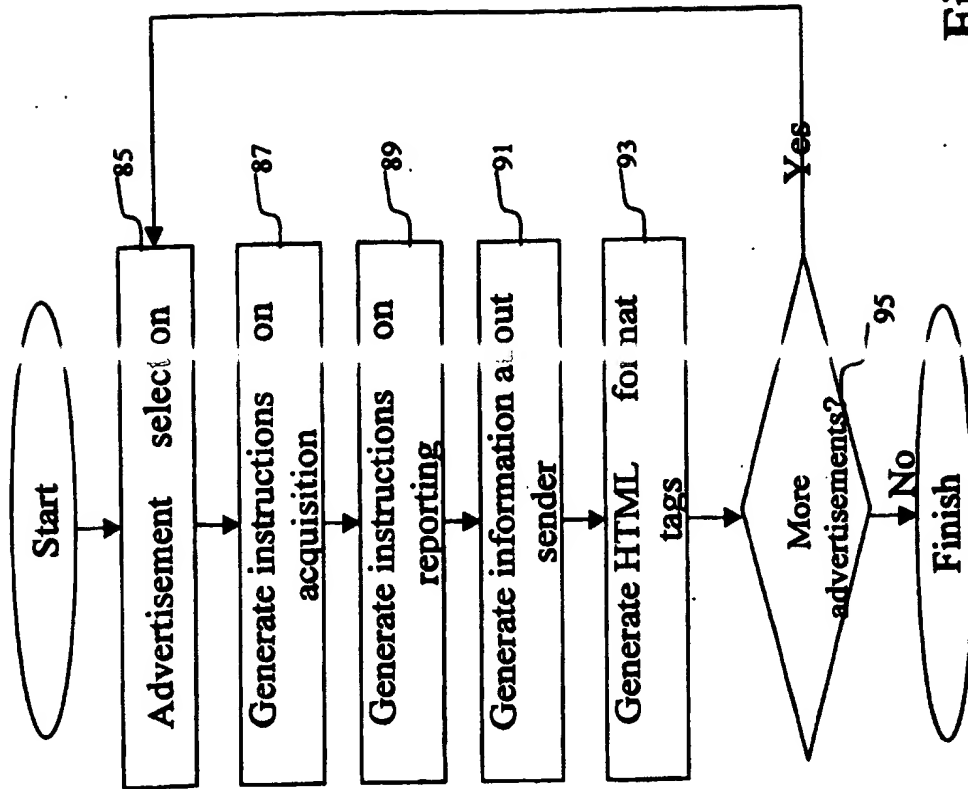 Start
85
Advertisement selection
87
Generate instructions on
acquisition
89
Generate instructions on
reporting
91
Generate information about
sender
93
Generate HTML format
tags
Yes
More
advertisements?
95
No
Finish